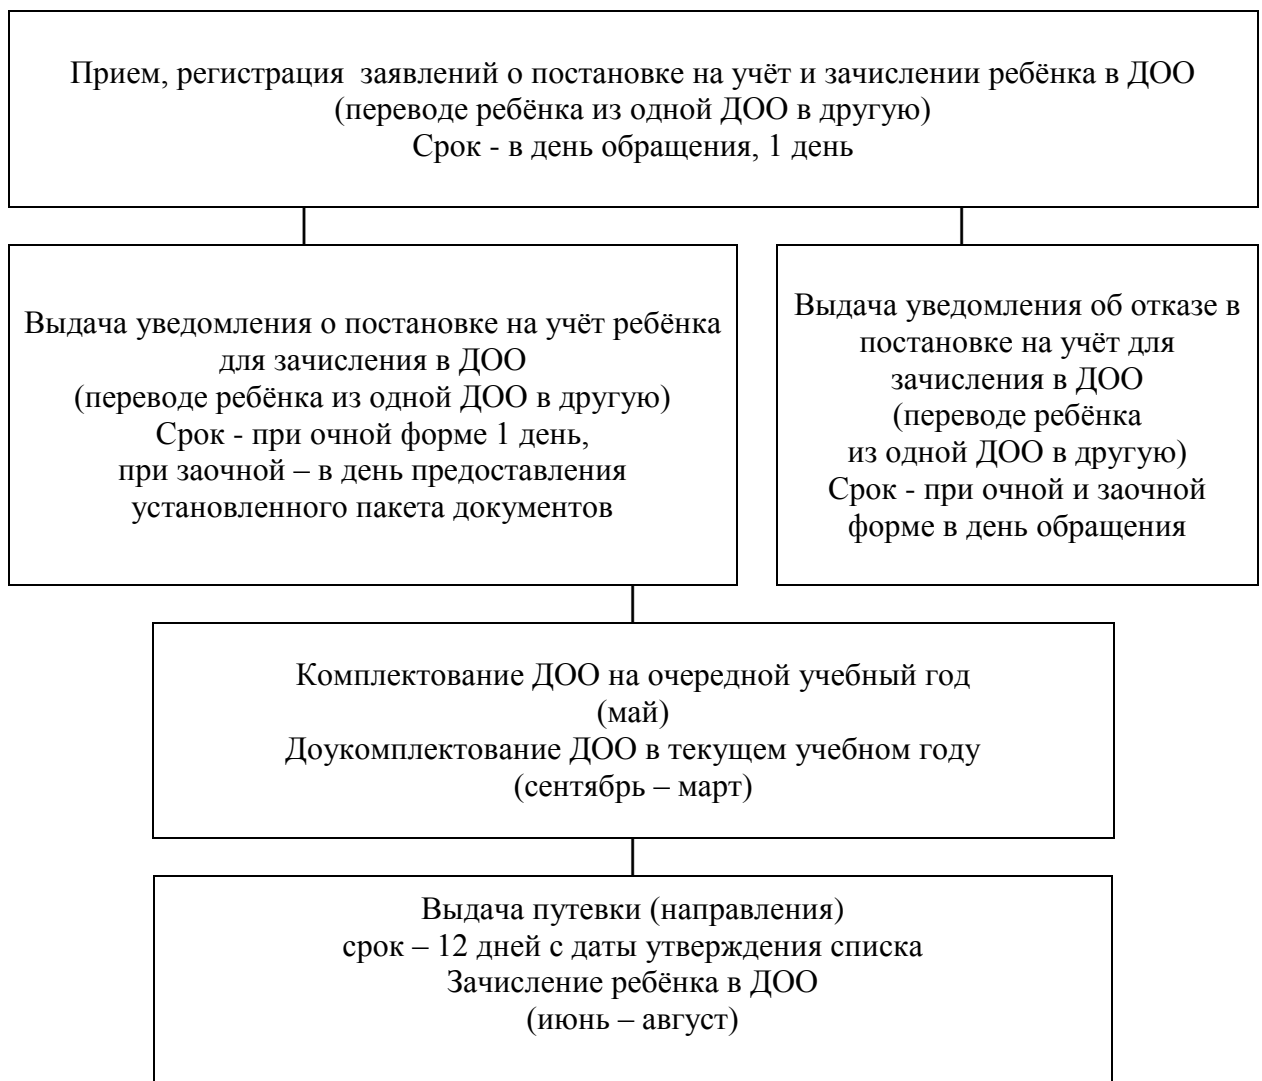 Прием, регистрация  заявлений о постановке на учёт и зачислении ребёнка в ДОО
(переводе ребёнка из одной ДОО в другую)
Срок - в день обращения, 1 день
Выдача уведомления о постановке на учёт ребёнка
для зачисления в ДОО
(переводе ребёнка из одной ДОО в другую)
Срок - при очной форме 1 день,
при заочной – в день предоставления
установленного пакета документов
Выдача уведомления об отказе в
постановке на учёт для
зачисления в ДОО
(переводе ребёнка
из одной ДОО в другую)
Срок - при очной и заочной
форме в день обращения
Комплектование ДОО на очередной учебный год
(май)
Доукомплектование ДОО в текущем учебном году
(сентябрь – март)
Выдача путевки (направления)
срок – 12 дней с даты утверждения списка
Зачисление ребёнка в ДОО
(июнь – август)